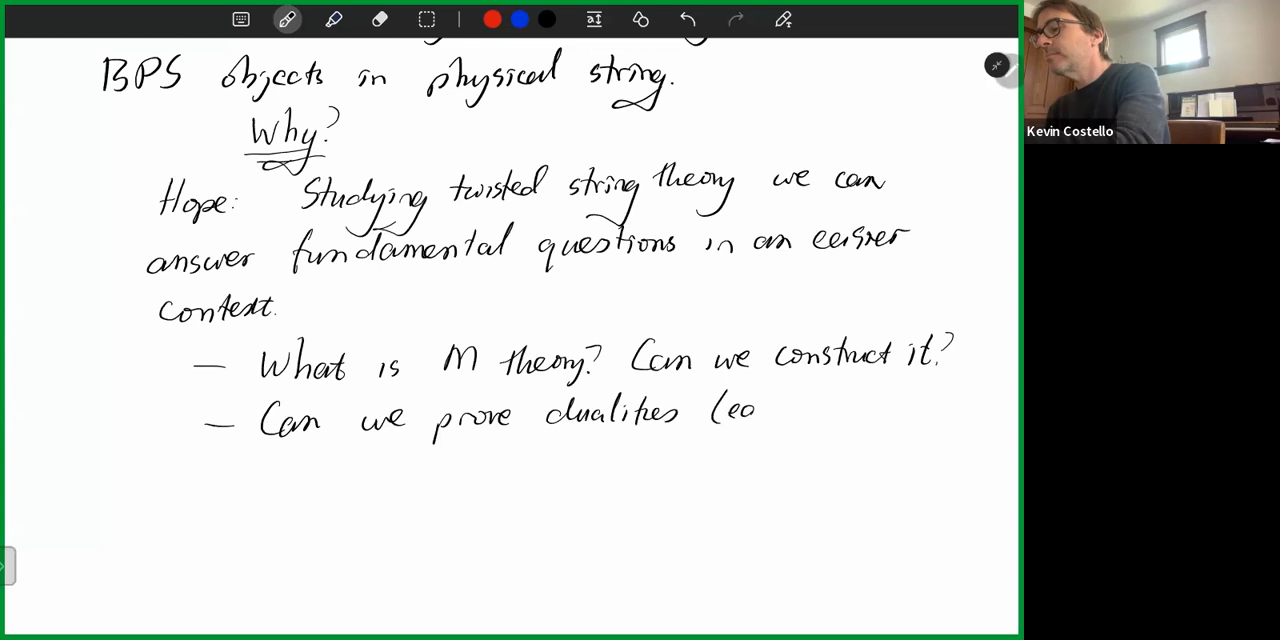 BPS objects in physical string.
Why?
Hope: Studying twisted string theory we can
answer fundamental questions in an easier
context.
— What is M theory? Can we construct it?
— Can we prove dualities (eg
Kevin Costello